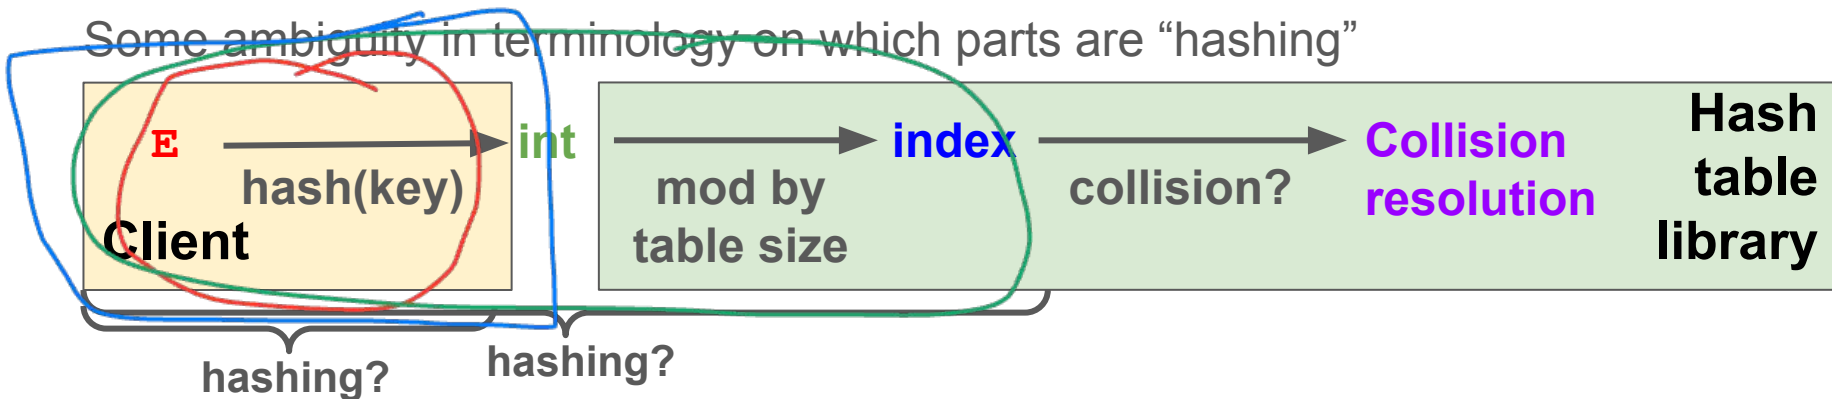 Some ambiguity in terminology on which parts are “hashing”
E
hash(key)
Client
int
mod by
table size
index
collision?
Collision
resolution
Hash
table
library
hashing?
hashing?